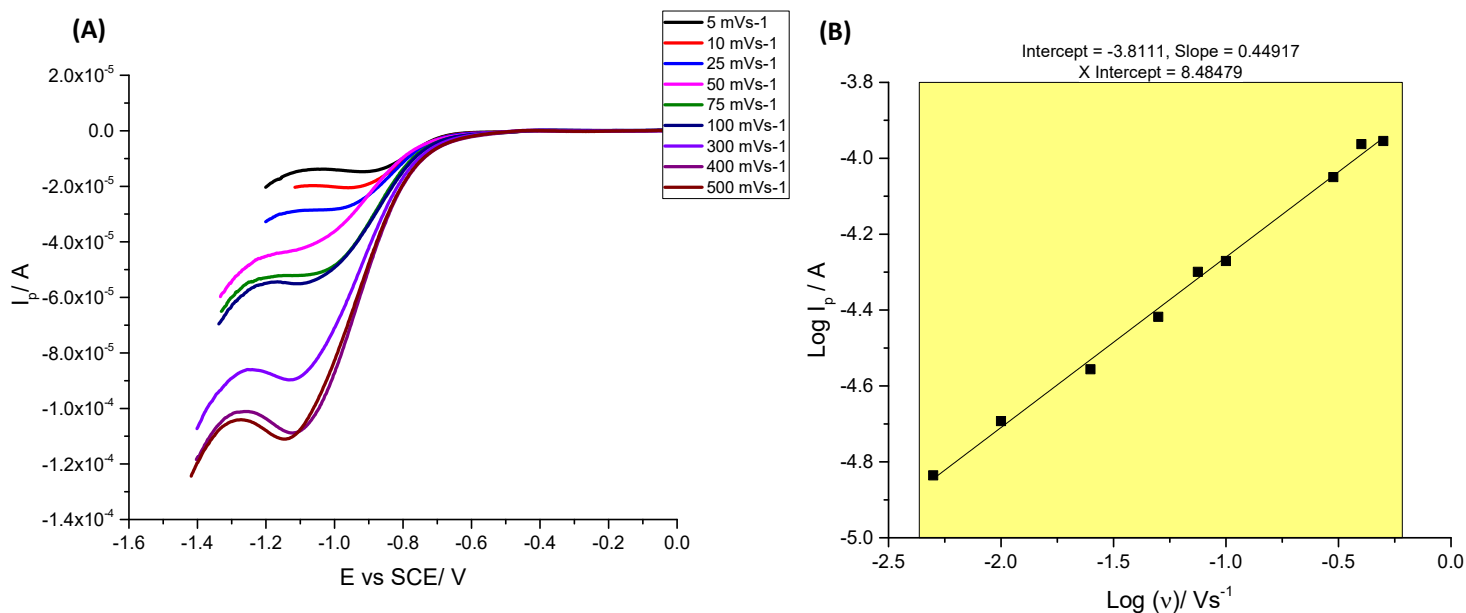 (A)
5 mVs-1
10 mVs-1
25 mVs-1
50 mVs-1
75 mVs-1
100 mVs-1
300 mVs-1
400 mVs-1
500 mVs-1
2.0x10⁻⁵
0.0
-2.0x10⁻⁵
-4.0x10⁻⁵
-6.0x10⁻⁵
-8.0x10⁻⁵
-1.0x10⁻⁴
-1.2x10⁻⁴
-1.4x10⁻⁴
Iₚ/ A
-1.6 -1.4 -1.2 -1.0 -0.8 -0.6 -0.4 -0.2 0.0
E vs SCE/ V
(B)
Intercept = -3.8111, Slope = 0.44917
X Intercept = 8.48479
-3.8
-4.0
-4.2
-4.4
-4.6
-4.8
-5.0
Log Iₚ / A
-2.5 -2.0 -1.5 -1.0 -0.5 0.0
Log (ν)/ Vs⁻¹